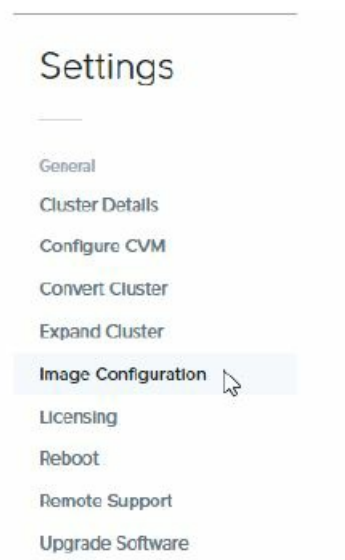 Settings
General
Cluster Details
Configure CVM
Convert Cluster
Expand Cluster
Image Configuration
Licensing
Reboot
Remote Support
Upgrade Software